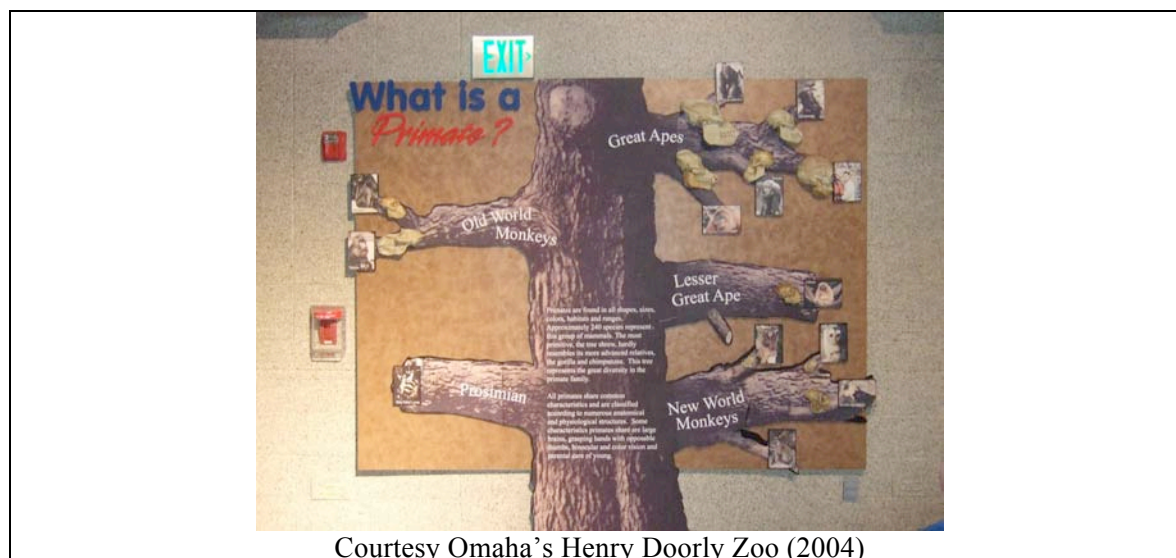 EXIT
What is a
Primate?
Great Apes
Old World
Monkeys
Lesser
Great Ape
Primates are found in all shapes, sizes,
colors, habitats and ranges.
Approximately 240 species represent
this group of mammals. The most
primitive, the tree shrew, hardly
resembles its more advanced relatives,
the gorilla and chimpanzee. This tree
represents the great diversity in the
primate family.
Prosimian
All primates share common
characteristics and are classified
according to numerous anatomical
and physiological structures. Some
characteristics primates share are large
brains, grasping hands with opposable
thumbs, binocular and color vision and
parental care of young.
New World
Monkeys
Courtesy Omaha's Henry Doorly Zoo (2004)